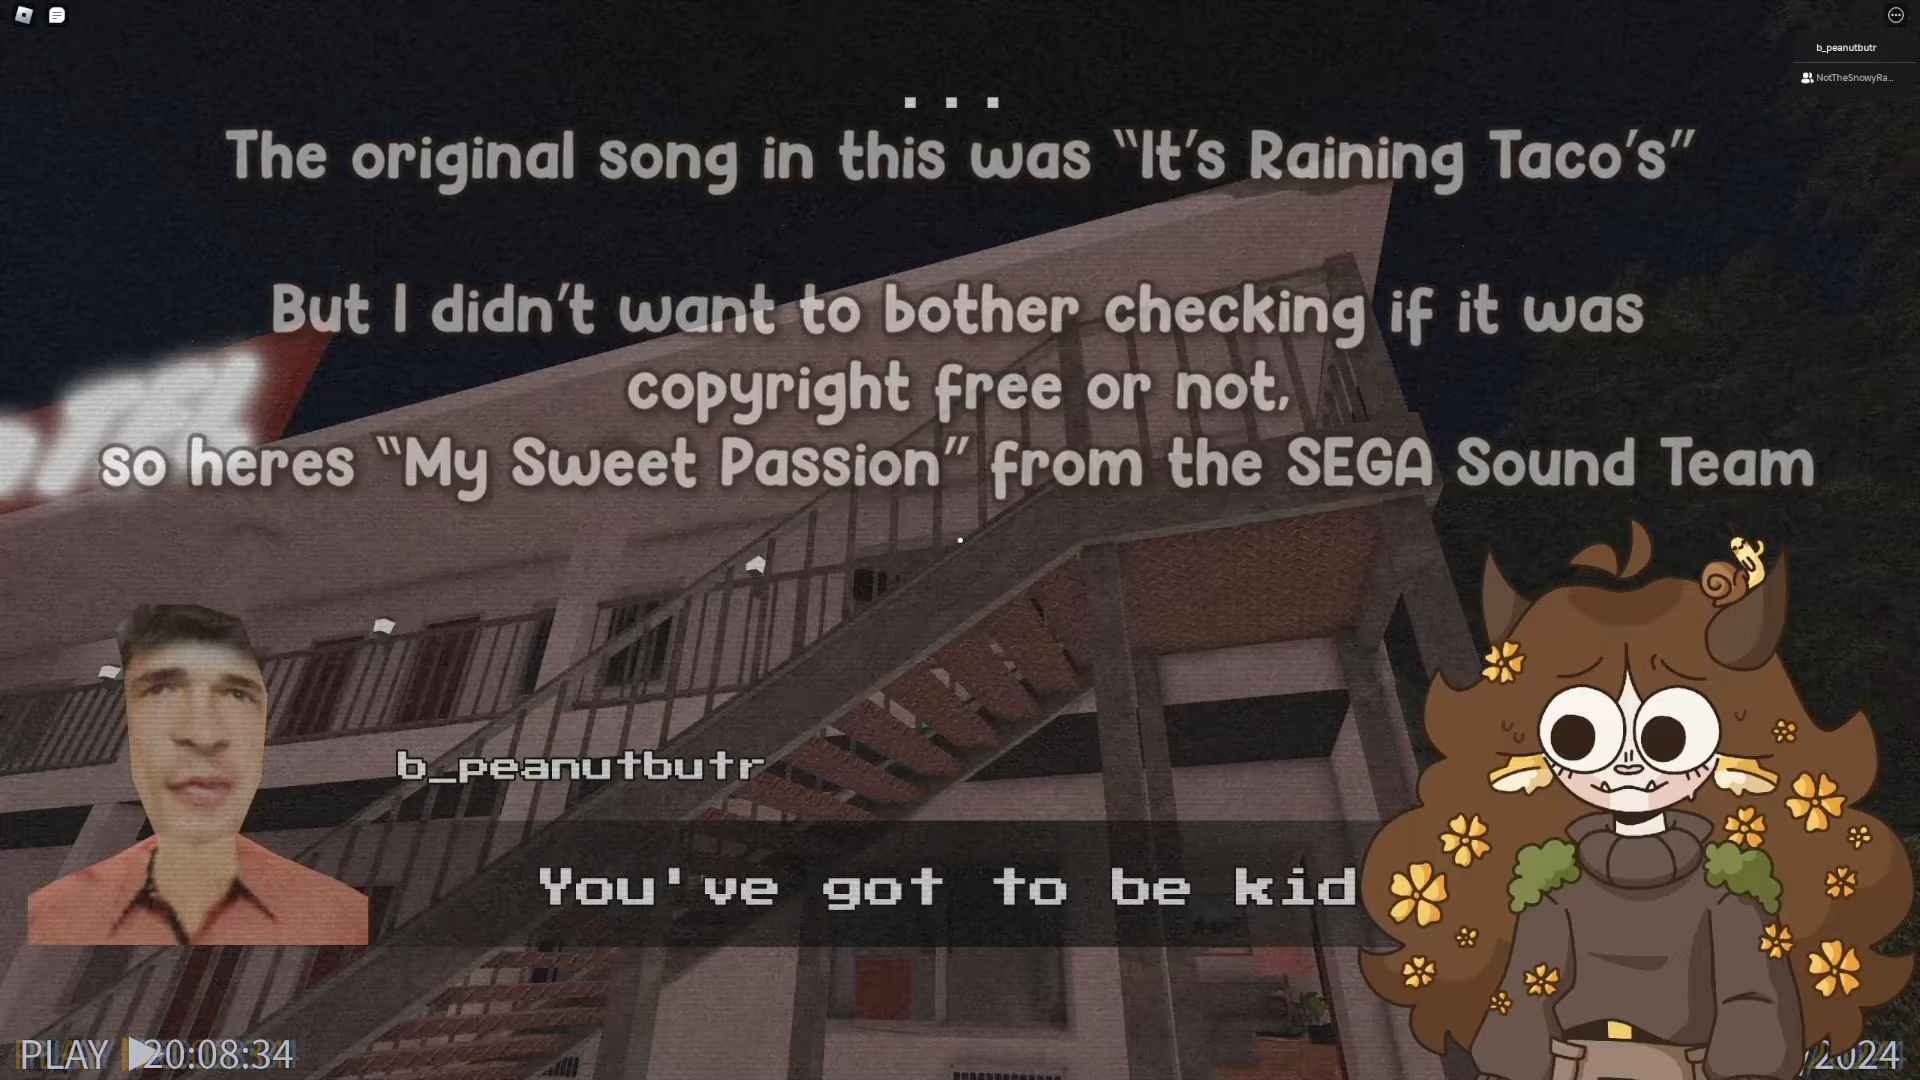 b_peanutbutr
NotTheSnowyRa...
...
The original song in this was “It's Raining Taco's”
But I didn't want to bother checking if it was
copyright free or not,
so heres “My Sweet Passion” from the SEGA Sound Team
b_peanutbutr
You've got to be kid
PLAY 20:08:34
/2024